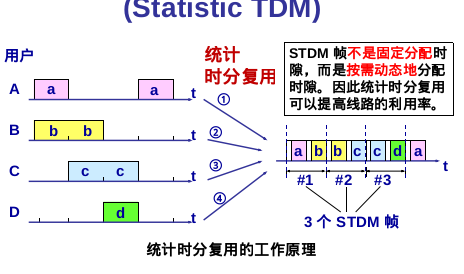 (Statistic TDM)
用户
统计
时分复用
STDM 帧不是固定分配时
隙，而是按需动态地分配
时隙。因此统计时分复用
可以提高线路的利用率。
A a a t
①
B b b t
②
C c c t
③
D d t
④
a b b c c d a t
#1 #2 #3
3 个 STDM 帧
统计时分复用的工作原理